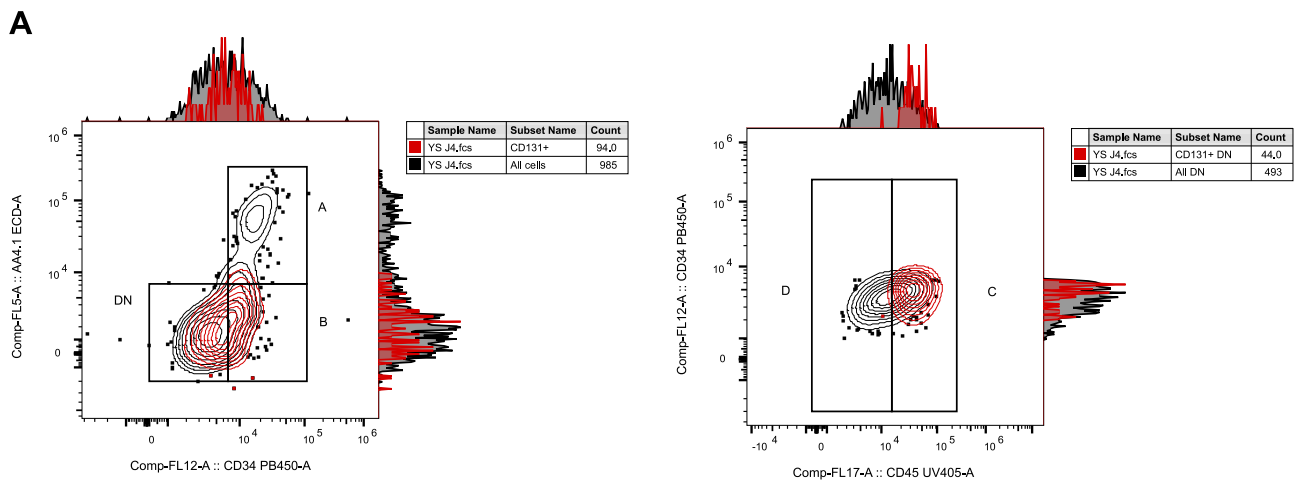 A
Sample Name Subset Name Count
YS J4.fcs CD131+ 94.0
YS J4.fcs All cells 985
10^6
10^5
10^4
0
A
DN
B
0 10^4 10^5 10^6
Comp-FL5-A :: AA4.1 ECD-A
Comp-FL12-A :: CD34 PB450-A
Sample Name Subset Name Count
YS J4.fcs CD131+ DN 44.0
YS J4.fcs All DN 493
10^6
10^5
10^4
0
D
C
-10^4 0 10^4 10^5 10^6
Comp-FL12-A :: CD34 PB450-A
Comp-FL17-A :: CD45 UV405-A